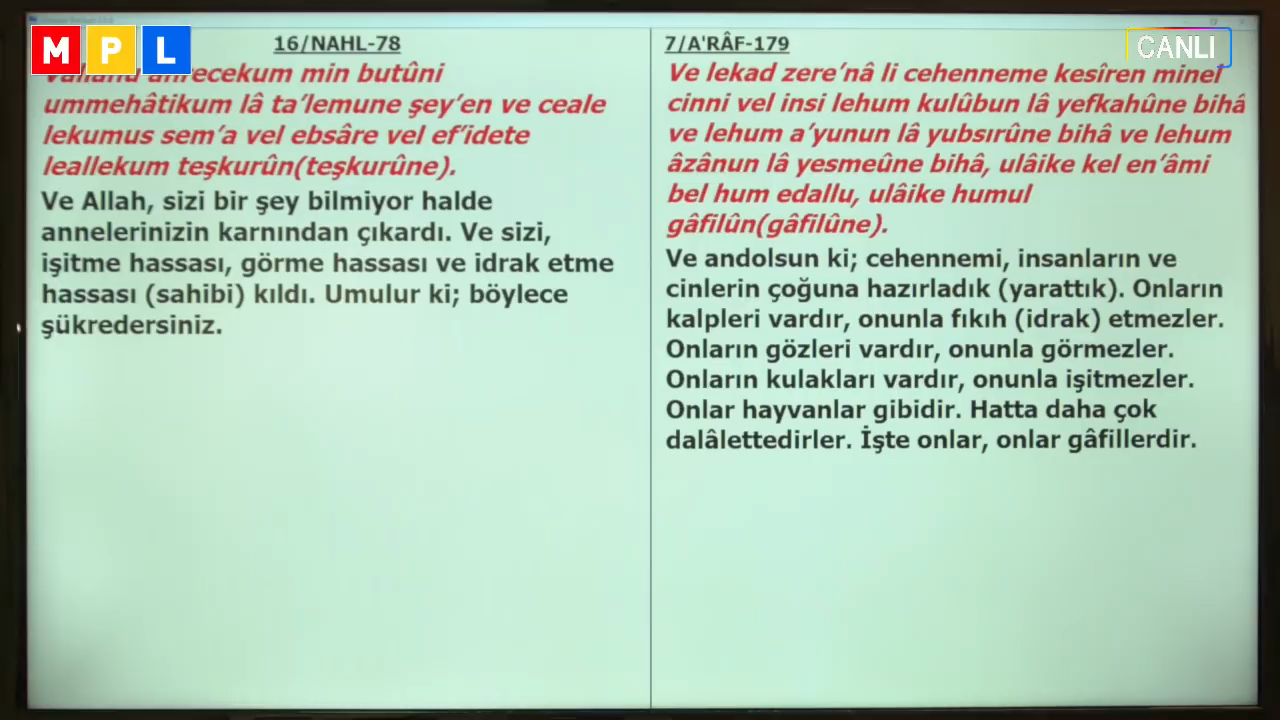 MPL
CANLI
16/NAHL-78
ahrecekum min butûni
ummehâtikum lâ ta’lemune şey’en ve ceale
lekumus sem’a vel ebsâre vel ef’idete
leallekum teşkurûn(teşkurûne).
Ve Allah, sizi bir şey bilmiyor halde
annelerinizin karnından çıkardı. Ve sizi,
işitme hassası, görme hassası ve idrak etme
hassası (sahibi) kıldı. Umulur ki; böylece
şükredersiniz.
7/A'RÂF-179
Ve lekad zere’nâ li cehenneme kesîren minel
cinni vel insi lehum kulûbun lâ yefkahûne bihâ
ve lehum a’yunun lâ yubsırûne bihâ ve lehum
âzânun lâ yesmeûne bihâ, ulâike kel en’âmi
bel hum edallu, ulâike humul
gâfilûn(gâfilûne).
Ve andolsun ki; cehennemi, insanların ve
cinlerin çoğuna hazırladık (yarattık). Onların
kalpleri vardır, onunla fıkıh (idrak) etmezler.
Onların gözleri vardır, onunla görmezler.
Onların kulakları vardır, onunla işitmezler.
Onlar hayvanlar gibidir. Hatta daha çok
dalâlettedirler. İşte onlar, onlar gâfillerdir.